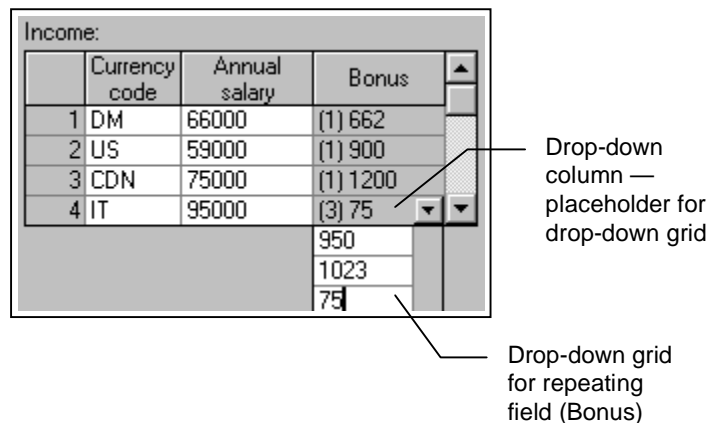 Income:
Currency code Annual salary Bonus
1 DM 66000 (1) 662
2 US 59000 (1) 900
3 CDN 75000 (1) 1200
4 IT 95000 (3) 75
950
1023
75
Drop-down
column —
placeholder for
drop-down grid
Drop-down grid
for repeating
field (Bonus)